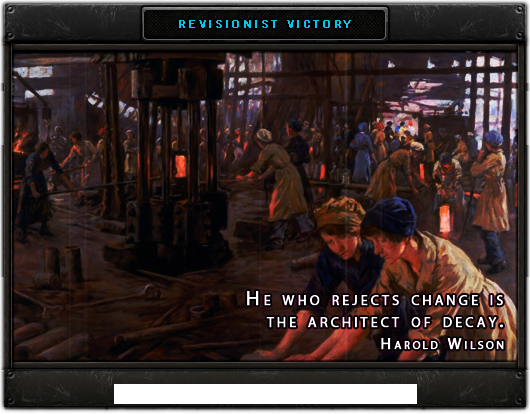 REVISIONIST VICTORY
HE WHO REJECTS CHANGE IS
THE ARCHITECT OF DECAY.
HAROLD WILSON